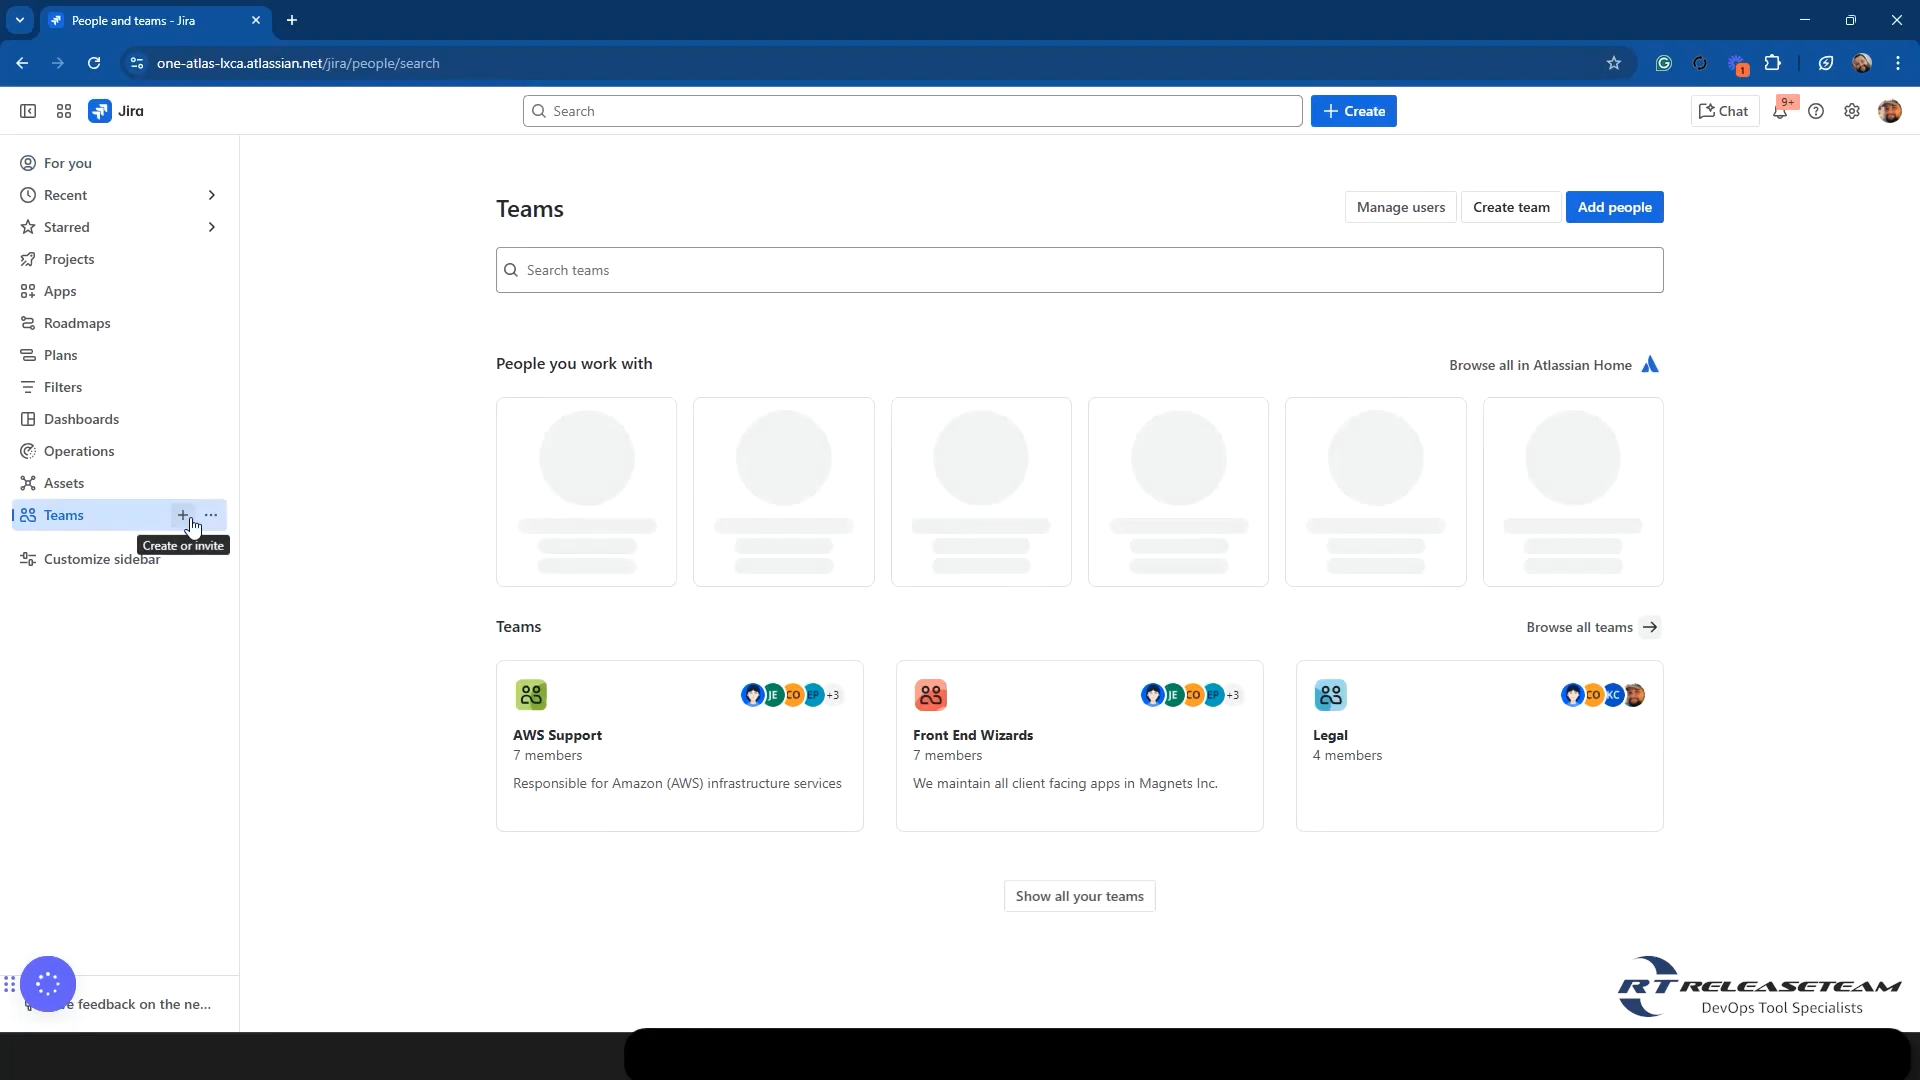 People and teams - Jira
one-atlas-lxca.atlassian.net/jira/people/search
1
Jira
Search
Create
Chat
9+
For you
Recent
Starred
Projects
Apps
Roadmaps
Plans
Filters
Dashboards
Operations
Assets
Teams
Create or invite
Customize sidebar
e feedback on the ne...
Teams
Manage users
Create team
Add people
Search teams
People you work with
Browse all in Atlassian Home
Teams
Browse all teams
JE CO EP +3
AWS Support
7 members
Responsible for Amazon (AWS) infrastructure services
JE CO EP +3
Front End Wizards
7 members
We maintain all client facing apps in Magnets Inc.
CO KC
Legal
4 members
Show all your teams
RT RELEASETEAM
DevOps Tool Specialists